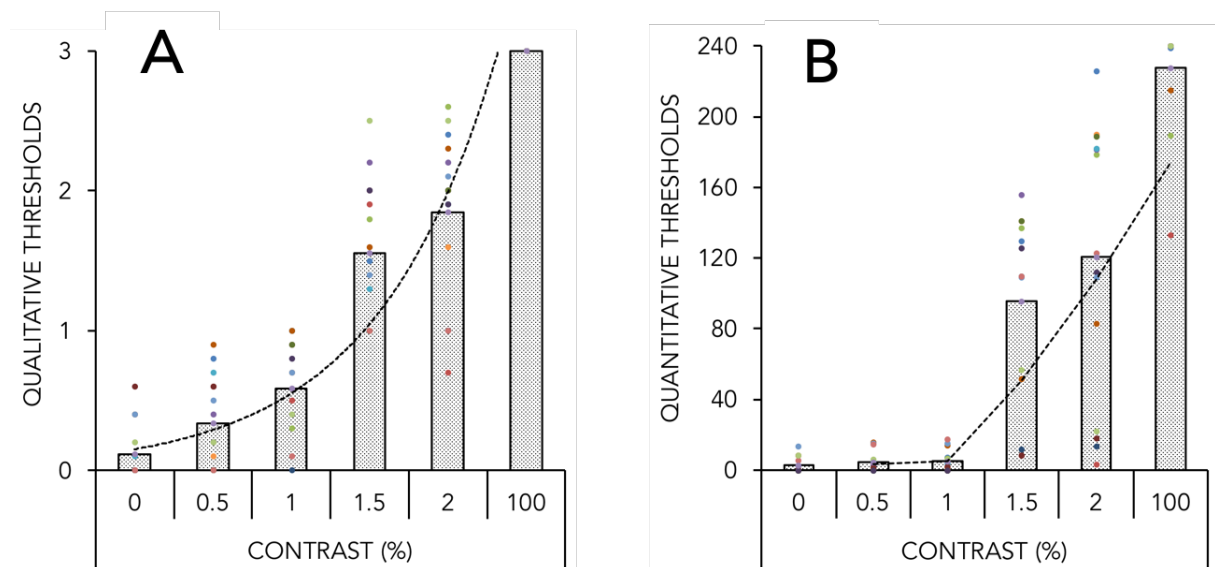 A
QUALITATIVE THRESHOLDS
3
2
1
0
0 0.5 1 1.5 2 100
CONTRAST (%)
B
QUANTITATIVE THRESHOLDS
240
200
160
120
80
40
0
0 0.5 1 1.5 2 100
CONTRAST (%)